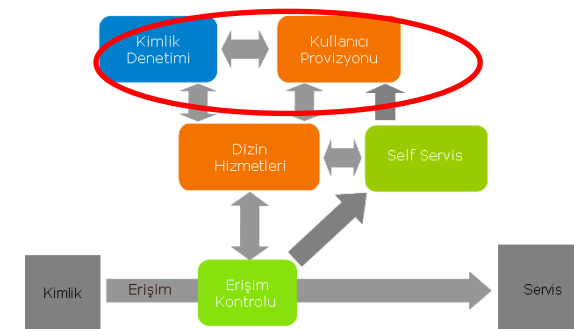 Kimlik
Denetimi
Kullanıcı
Provizyonu
Dizin
Hizmetleri
Self Servis
Kimlik
Erişim
Erişim
Kontrolu
Servis